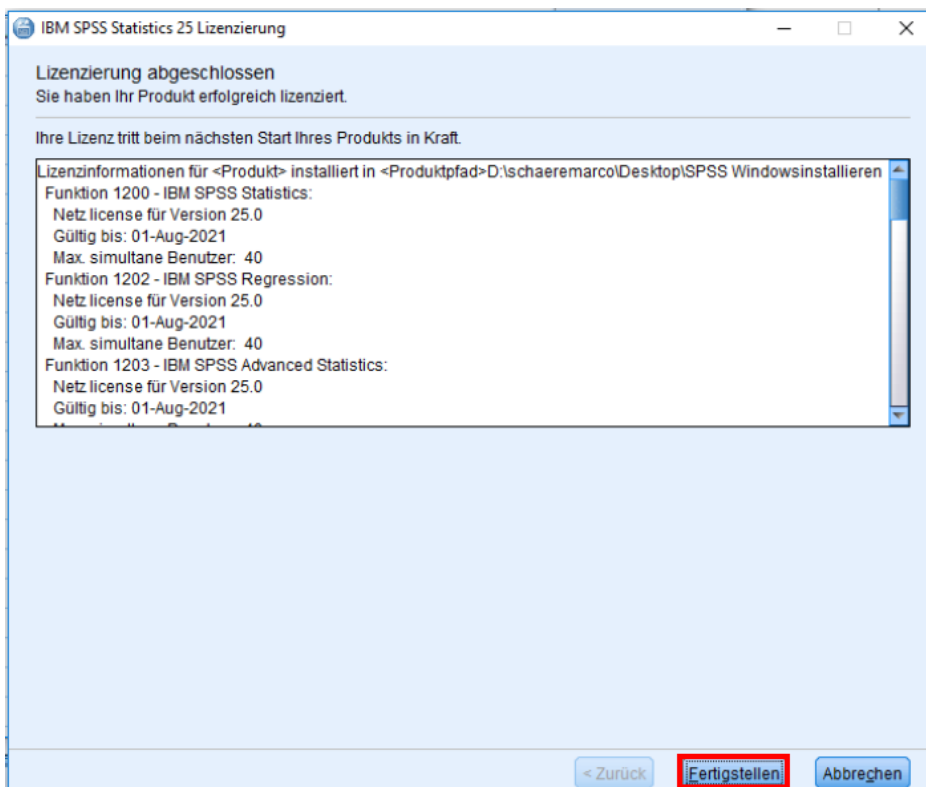 IBM SPSS Statistics 25 Lizenzierung
Lizenzierung abgeschlossen
Sie haben Ihr Produkt erfolgreich lizenziert.
Ihre Lizenz tritt beim nächsten Start Ihres Produkts in Kraft.
Lizenzinformationen für <Produkt> installiert in <Produktpfad>D:\schaeremarco\Desktop\SPSS Windowsinstallieren
Funktion 1200 - IBM SPSS Statistics:
Netz license für Version 25.0
Gültig bis: 01-Aug-2021
Max. simultane Benutzer: 40
Funktion 1202 - IBM SPSS Regression:
Netz license für Version 25.0
Gültig bis: 01-Aug-2021
Max. simultane Benutzer: 40
Funktion 1203 - IBM SPSS Advanced Statistics:
Netz license für Version 25.0
Gültig bis: 01-Aug-2021
< Zurück Fertigstellen Abbrechen